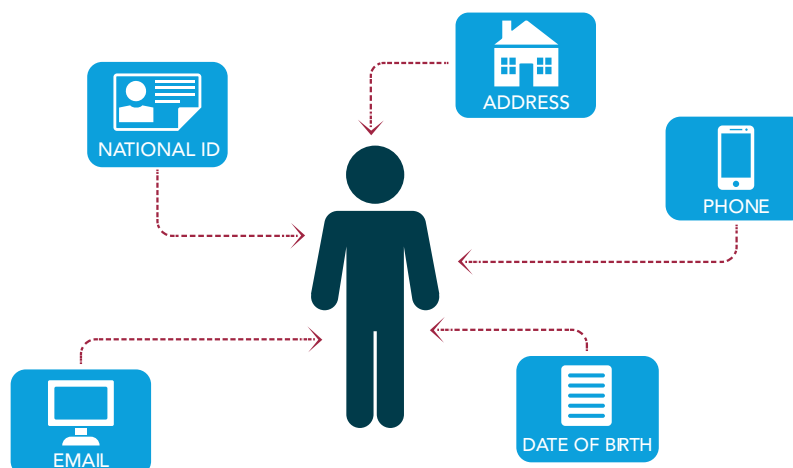 ADDRESS
NATIONAL ID
PHONE
DATE OF BIRTH
EMAIL